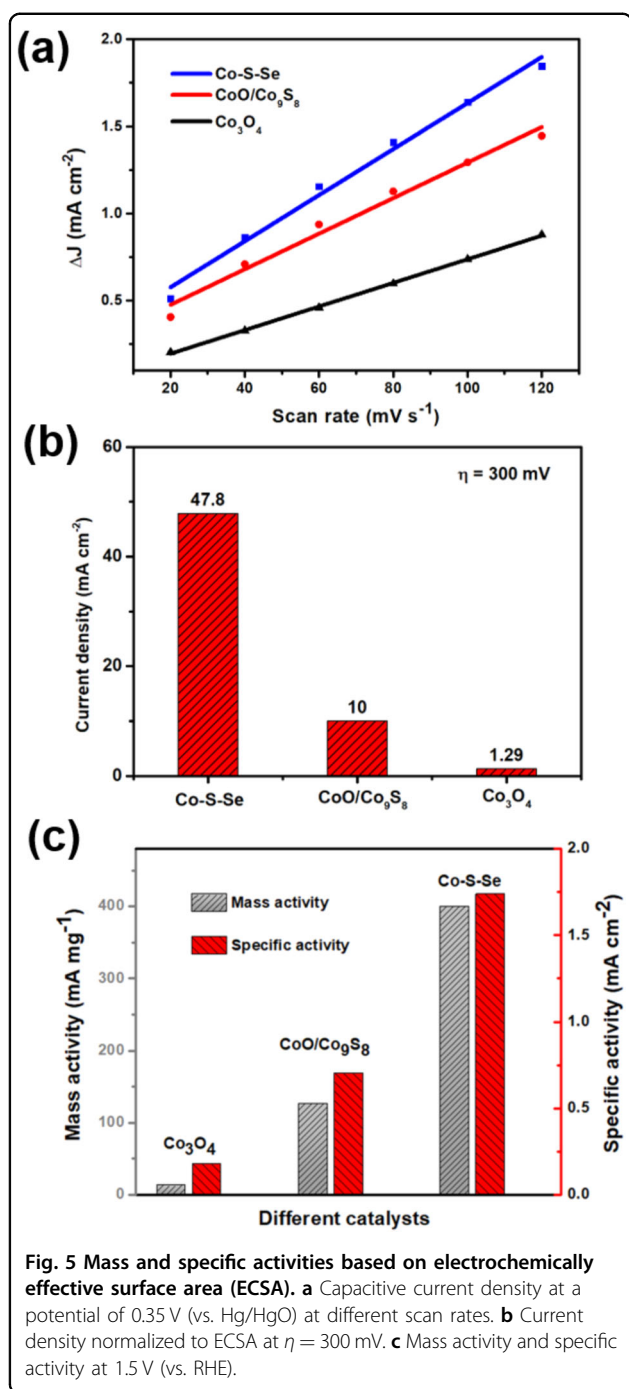 (a)
2.0
1.5
1.0
0.5
ΔJ (mA cm⁻²)
Co-S-Se
CoO/Co₉S₈
Co₃O₄
20 40 60 80 100 120
Scan rate (mV s⁻¹)
(b)
60
40
20
0
Current density (mA cm⁻²)
η = 300 mV
47.8
10
1.29
Co-S-Se CoO/Co₉S₈ Co₃O₄
(c)
400
300
200
100
0
Mass activity (mA mg⁻¹)
Mass activity
Specific activity
Co₃O₄
CoO/Co₉S₈
Co-S-Se
2.0
1.5
1.0
0.5
0.0
Specific activity (mA cm⁻²)
Different catalysts
Fig. 5 Mass and specific activities based on electrochemically
effective surface area (ECSA). a Capacitive current density at a
potential of 0.35 V (vs. Hg/HgO) at different scan rates. b Current
density normalized to ECSA at η = 300 mV. c Mass activity and specific
activity at 1.5 V (vs. RHE).